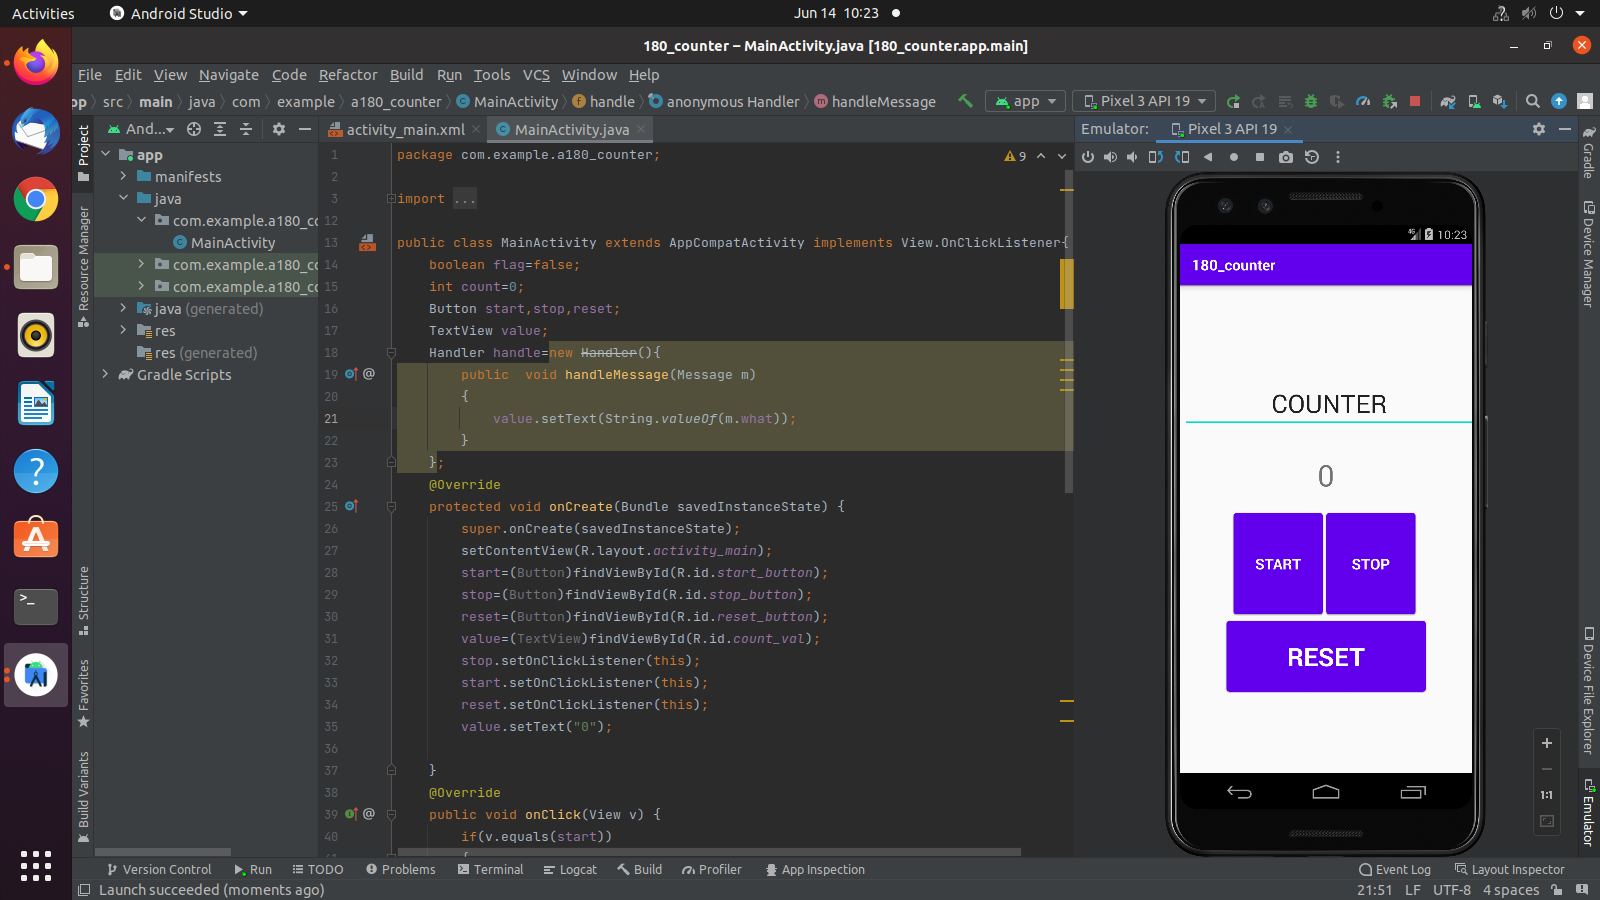 Activities
Android Studio
Jun 14 10:23
180_counter – MainActivity.java [180_counter.app.main]
File Edit View Navigate Code Refactor Build Run Tools VCS Window Help
pp src main java com example a180_counter MainActivity handle anonymous Handler handleMessage
app
Pixel 3 API 19
Project
Resource Manager
Structure
Favorites
Build Variants
And...
app
manifests
java
com.example.a180_co
MainActivity
com.example.a180_co
com.example.a180_co
java (generated)
res
res (generated)
Gradle Scripts
activity_main.xml
MainActivity.java
9
1 package com.example.a180_counter;
2
3 import ...
12
13 public class MainActivity extends AppCompatActivity implements View.OnClickListener{
14 boolean flag=false;
15 int count=0;
16 Button start,stop,reset;
17 TextView value;
18 Handler handle=new Handler(){
19 @ public  void handleMessage(Message m)
20 {
21 value.setText(String.valueOf(m.what));
22 }
23 };
24 @Override
25 protected void onCreate(Bundle savedInstanceState) {
26 super.onCreate(savedInstanceState);
27 setContentView(R.layout.activity_main);
28 start=(Button)findViewById(R.id.start_button);
29 stop=(Button)findViewById(R.id.stop_button);
30 reset=(Button)findViewById(R.id.reset_button);
31 value=(TextView)findViewById(R.id.count_val);
32 stop.setOnClickListener(this);
33 start.setOnClickListener(this);
34 reset.setOnClickListener(this);
35 value.setText("0");
36
37 }
38 @Override
39 @ public void onClick(View v) {
40 if(v.equals(start))
{
Emulator: Pixel 3 API 19
4G 10:23
180_counter
COUNTER
0
START STOP
RESET
1:1
Gradle
Device Manager
Device File Explorer
Emulator
Version Control Run TODO Problems Terminal Logcat Build Profiler App Inspection
Event Log Layout Inspector
Launch succeeded (moments ago)
21:51 LF UTF-8 4 spaces